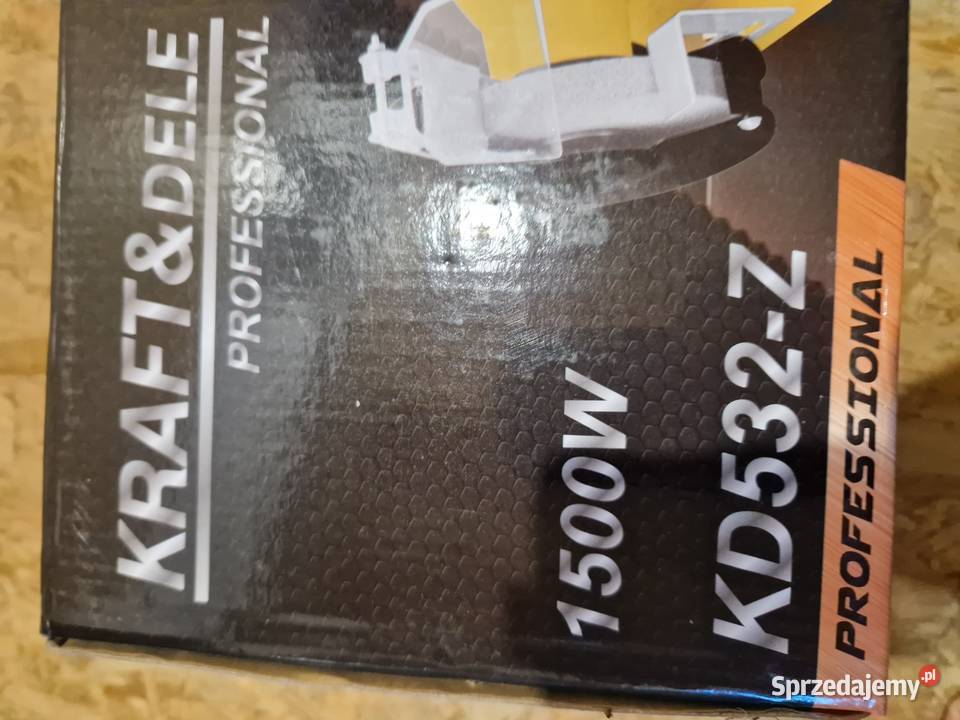 KRAFT&DELE
PROFESSIONAL
1500W
KD532-Z
PROFESSIONAL
Sprzedajemy.pl